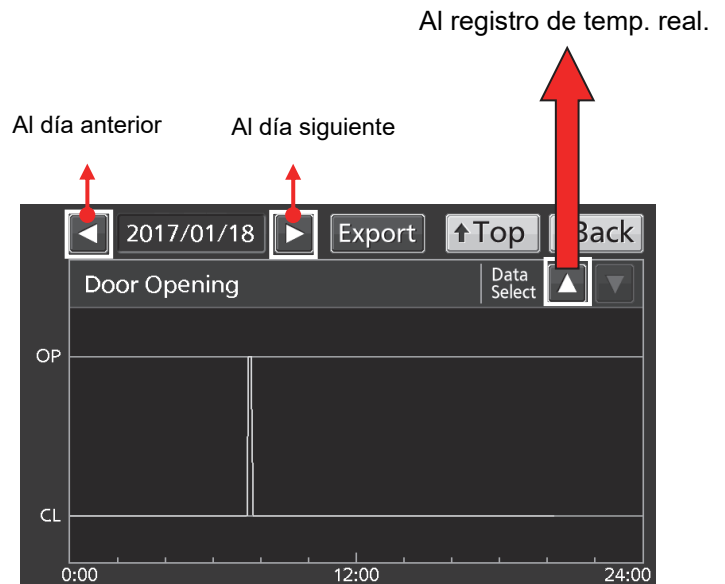 Al registro de temp. real.
Al día anterior
Al día siguiente
2017/01/18
Export
↑Top
Back
Door Opening
Data
Select
OP
CL
0:00
12:00
24:00